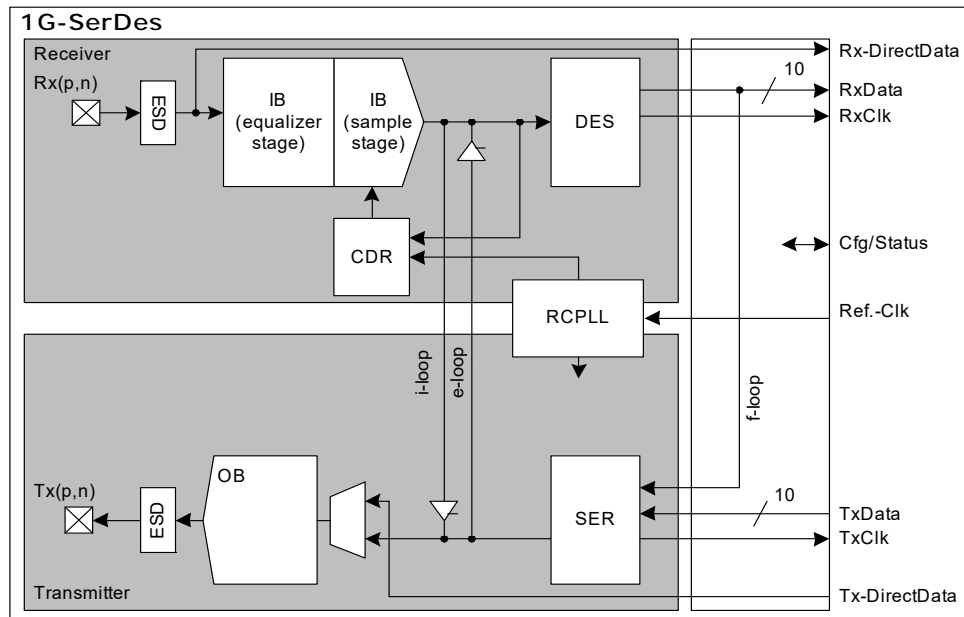 1G-SerDes
Receiver
Rx(p,n)
ESD
IB
(equalizer
stage)
IB
(sample
stage)
DES
CDR
RCPLL
10
Rx-DirectData
RxData
RxClk
Cfg/Status
Ref.-Clk
i-loop
e-loop
f-loop
Tx(p,n)
ESD
OB
SER
10
TxData
TxClk
Tx-DirectData
Transmitter